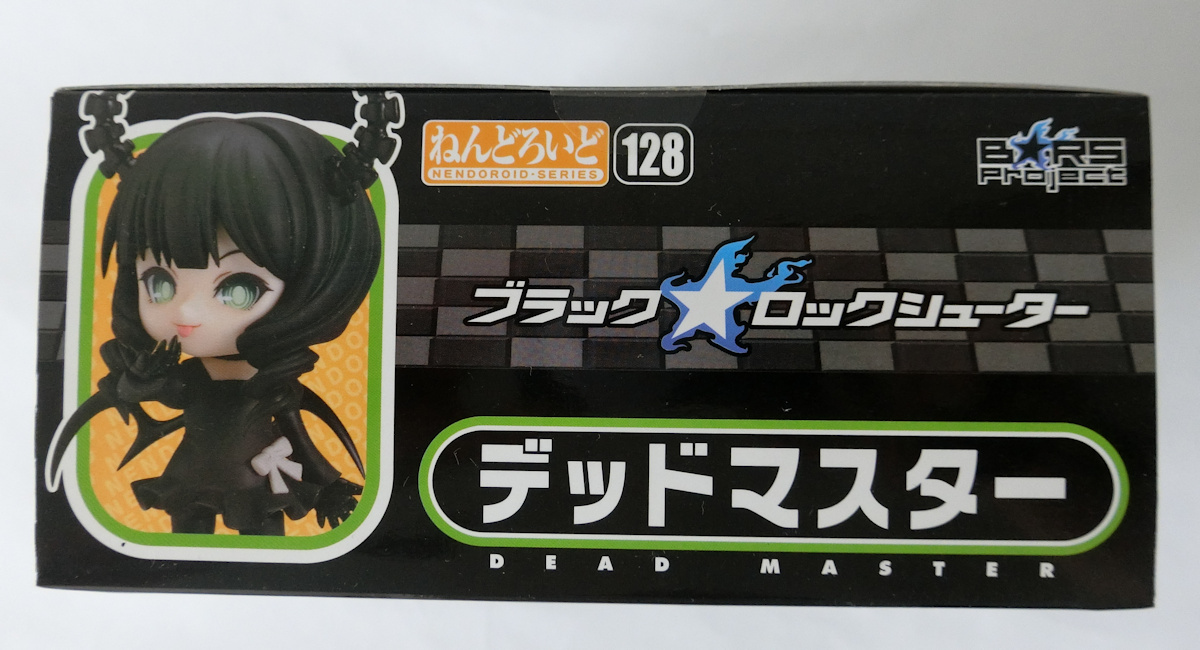 ねんどろいど
NENDOROID·SERIES
128
B★RS
Project
ブラック★ロックシューター
デッドマスター
DEAD MASTER